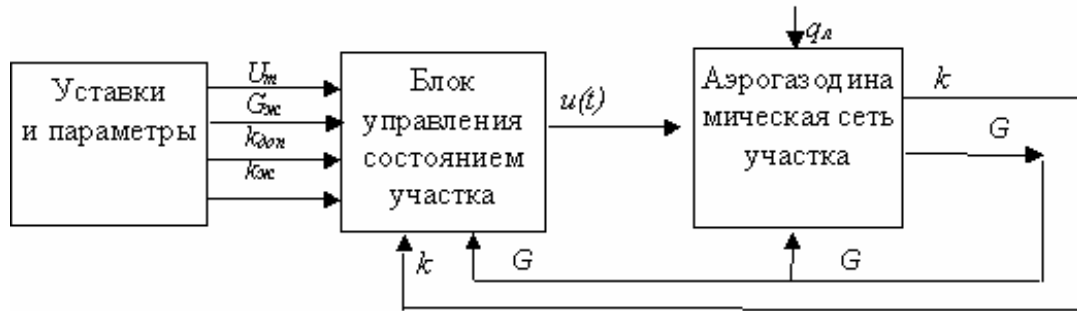 Уставки
и параметры
Uт
Gж
kдоп
kж
Блок
управления
состоянием
участка
u(t)
qл
Аэрогазодина
мическая сеть
участка
k
G
k
G
G